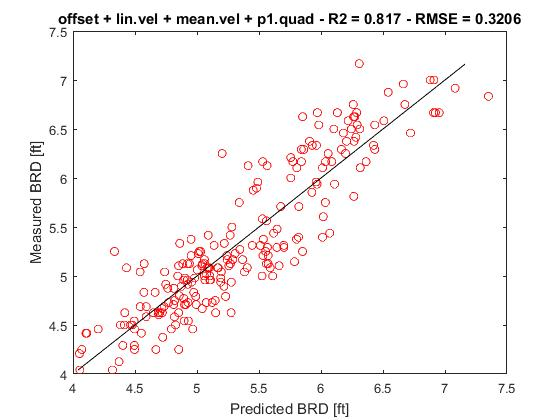 offset + lin.vel + mean.vel + p1.quad - R2 = 0.817 - RMSE = 0.3206
7.5
7
6.5
6
5.5
5
4.5
4
Measured BRD [ft]
4 4.5 5 5.5 6 6.5 7 7.5
Predicted BRD [ft]